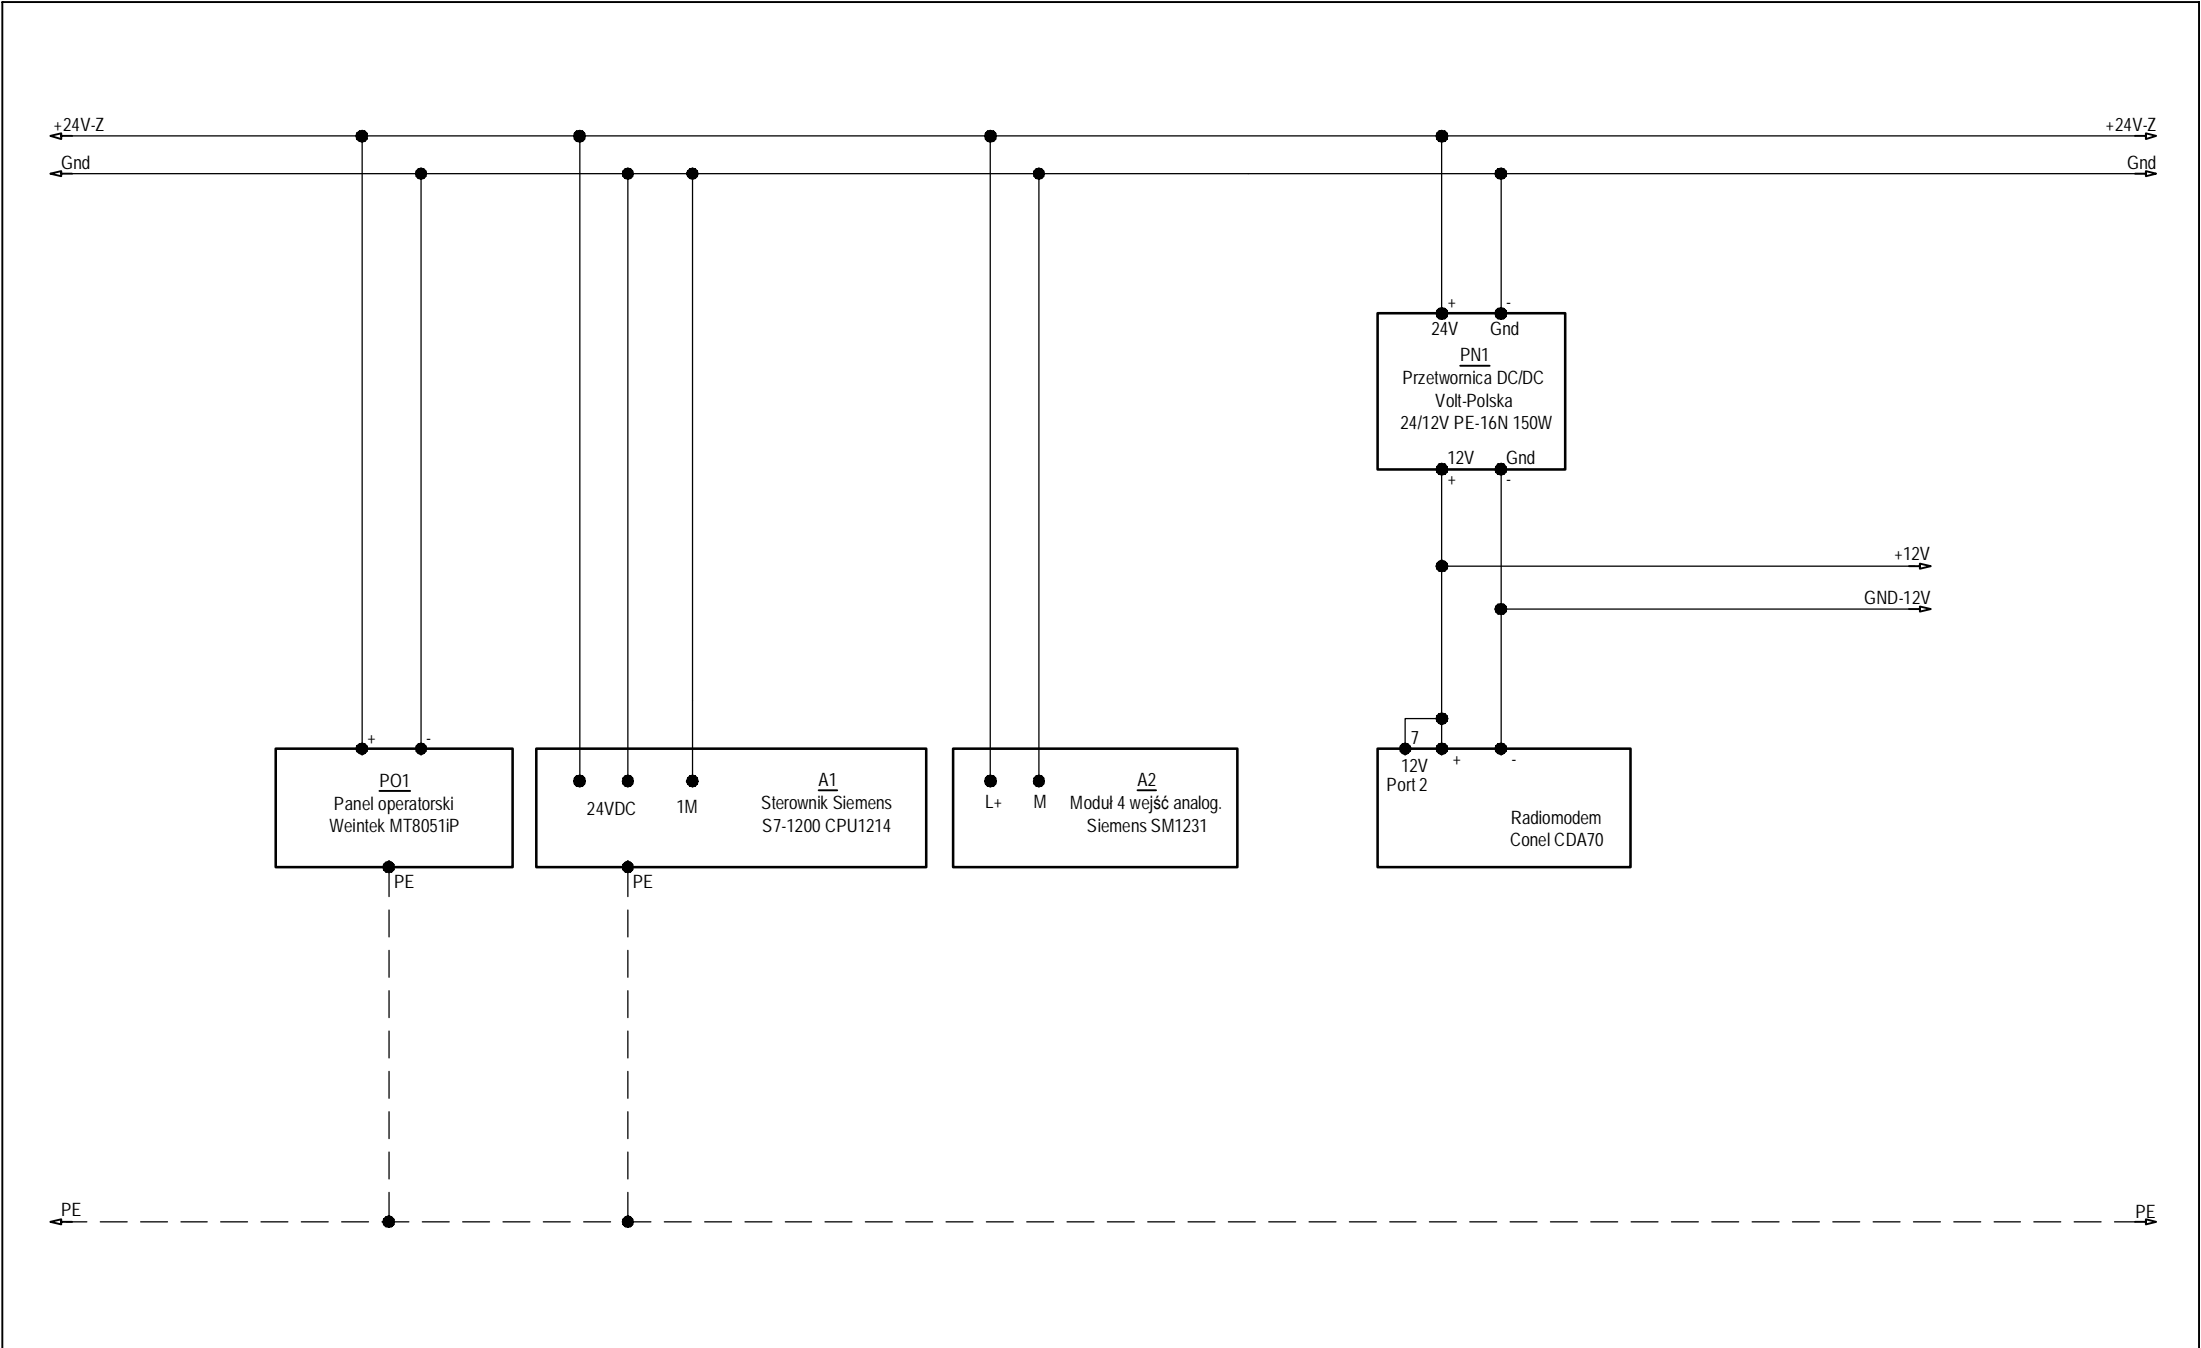 +24V-Z
+24V-Z
Gnd
Gnd
+
-
24V
Gnd
PN1
Przetwornica DC/DC
Volt-Polska
24/12V PE-16N 150W
12V
Gnd
+
-
+12V
GND-12V
+
-
PO1
Panel operatorski
Weintek MT8051iP
PE
24VDC
1M
A1
Sterownik Siemens
S7-1200 CPU1214
PE
L+
M
A2
Moduł 4 wejść analog.
Siemens SM1231
7
12V
+
-
Port 2
Radiomodem
Conel CDA70
PE
PE